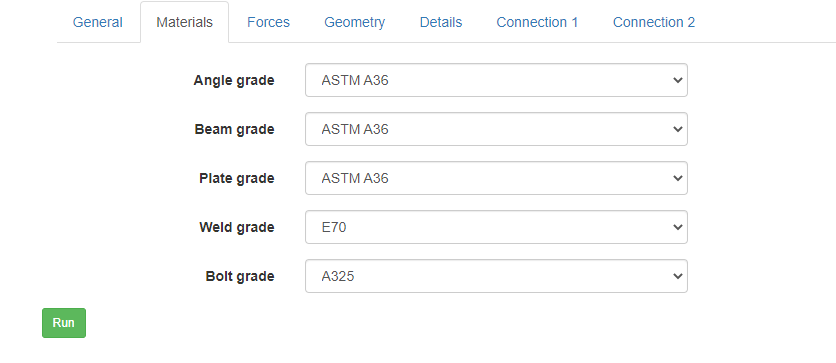 General Materials Forces Geometry Details Connection 1 Connection 2
Angle grade ASTM A36
Beam grade ASTM A36
Plate grade ASTM A36
Weld grade E70
Bolt grade A325
Run